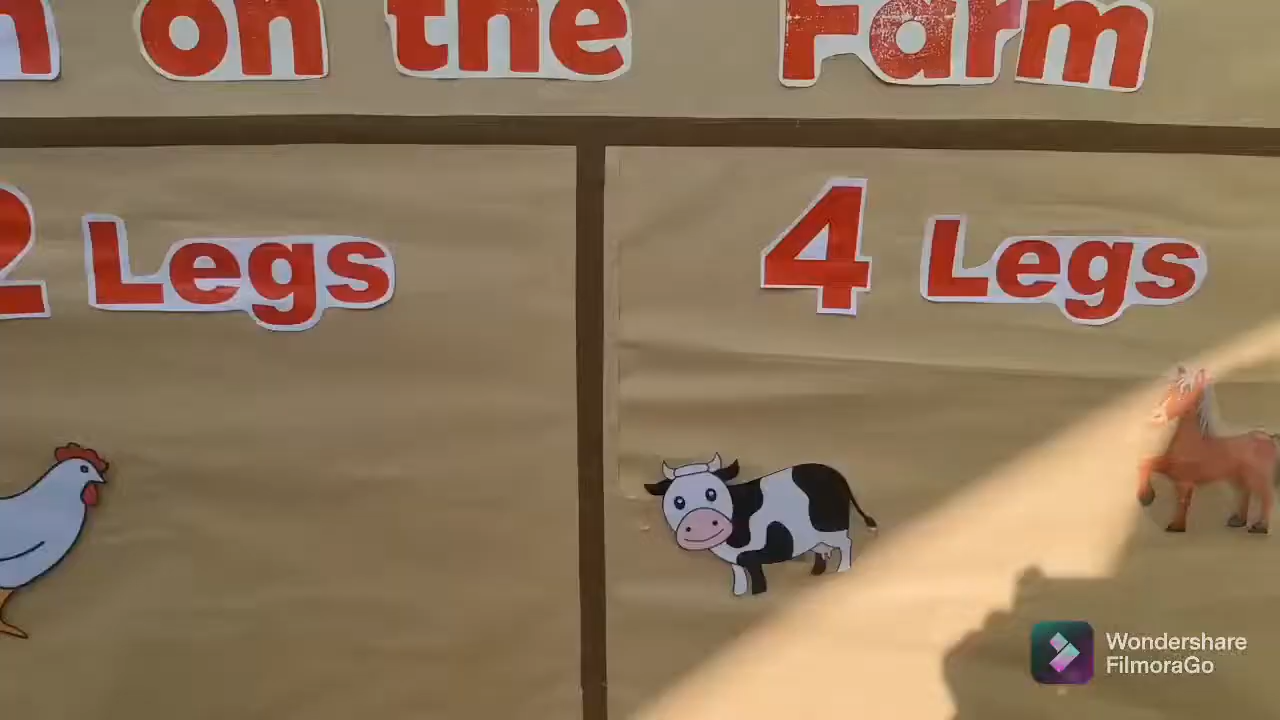 on the Farm
2 Legs
4 Legs
Wondershare
FilmoraGo